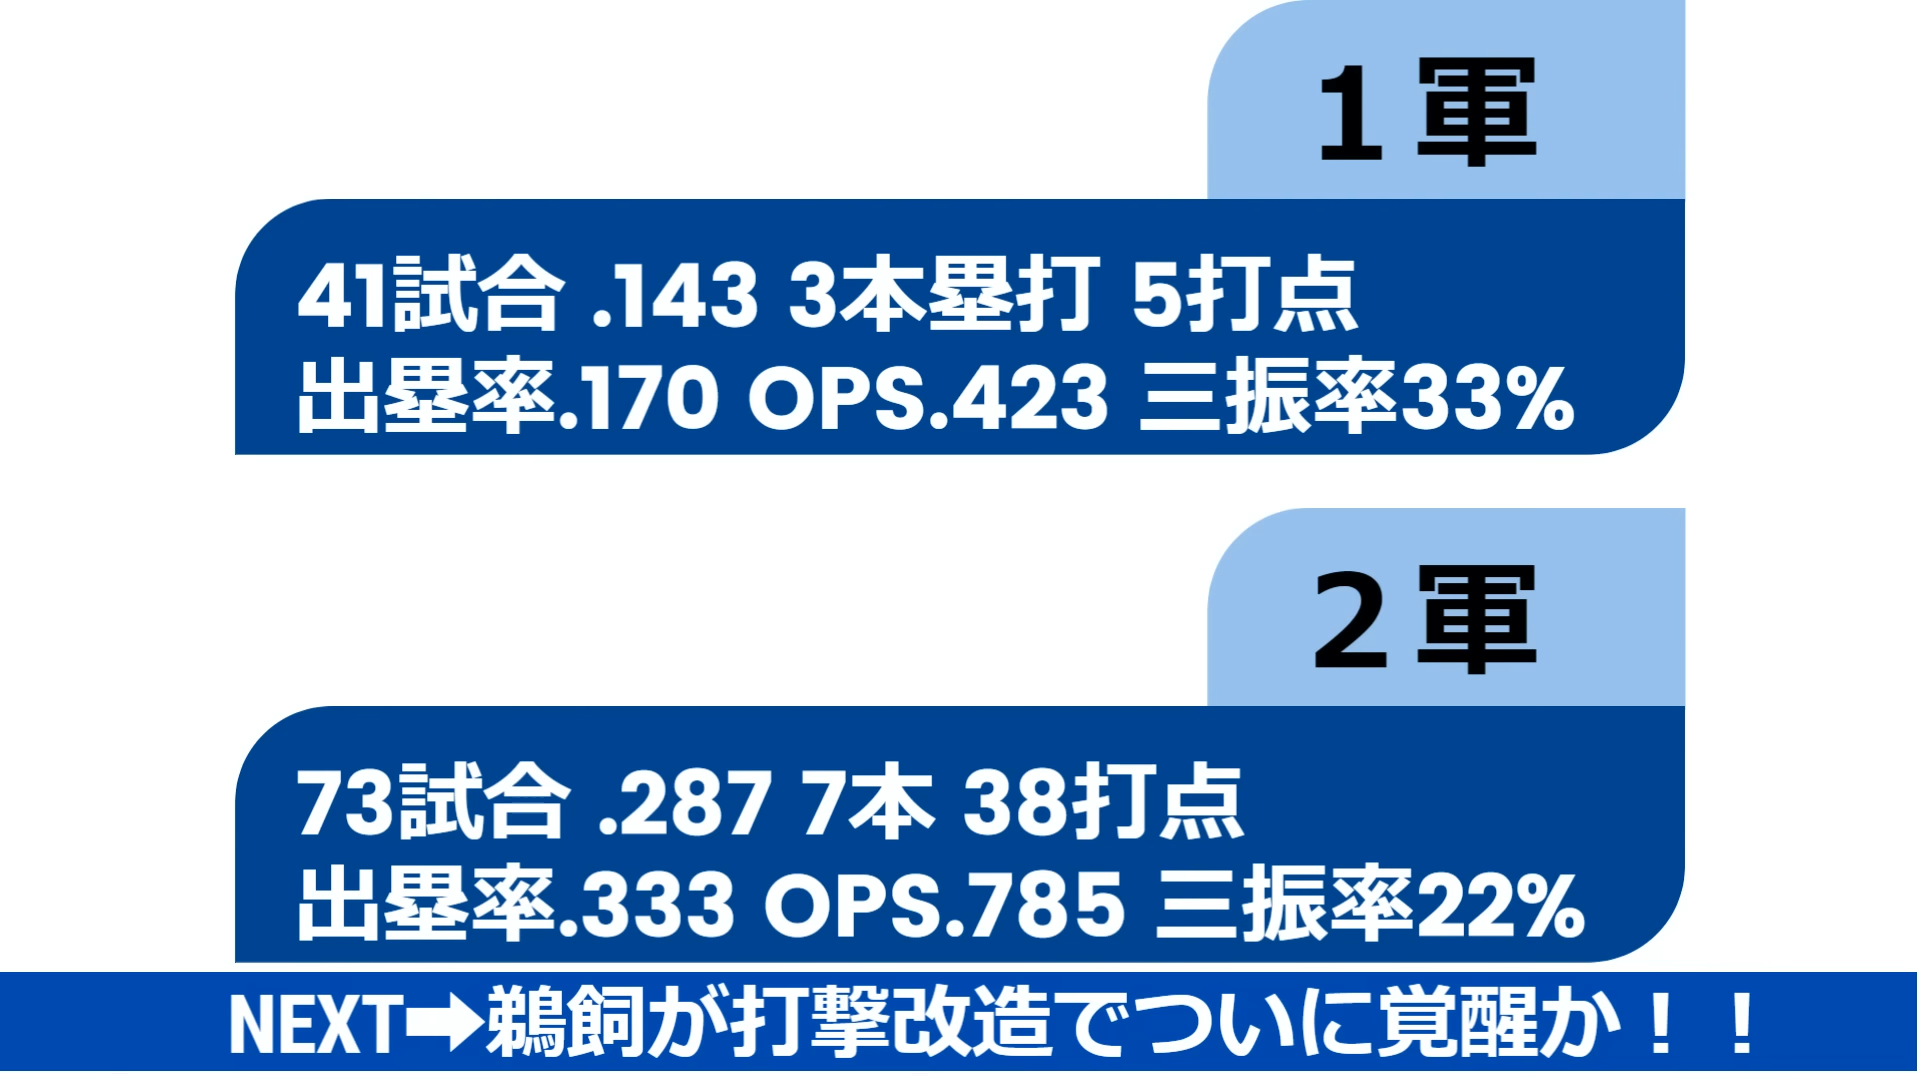 １軍
41試合 .143 3本塁打 5打点
出塁率.170 OPS.423 三振率33%
２軍
73試合 .287 7本 38打点
出塁率.333 OPS.785 三振率22%
NEXT➡鵜飼が打撃改造でついに覚醒か！！